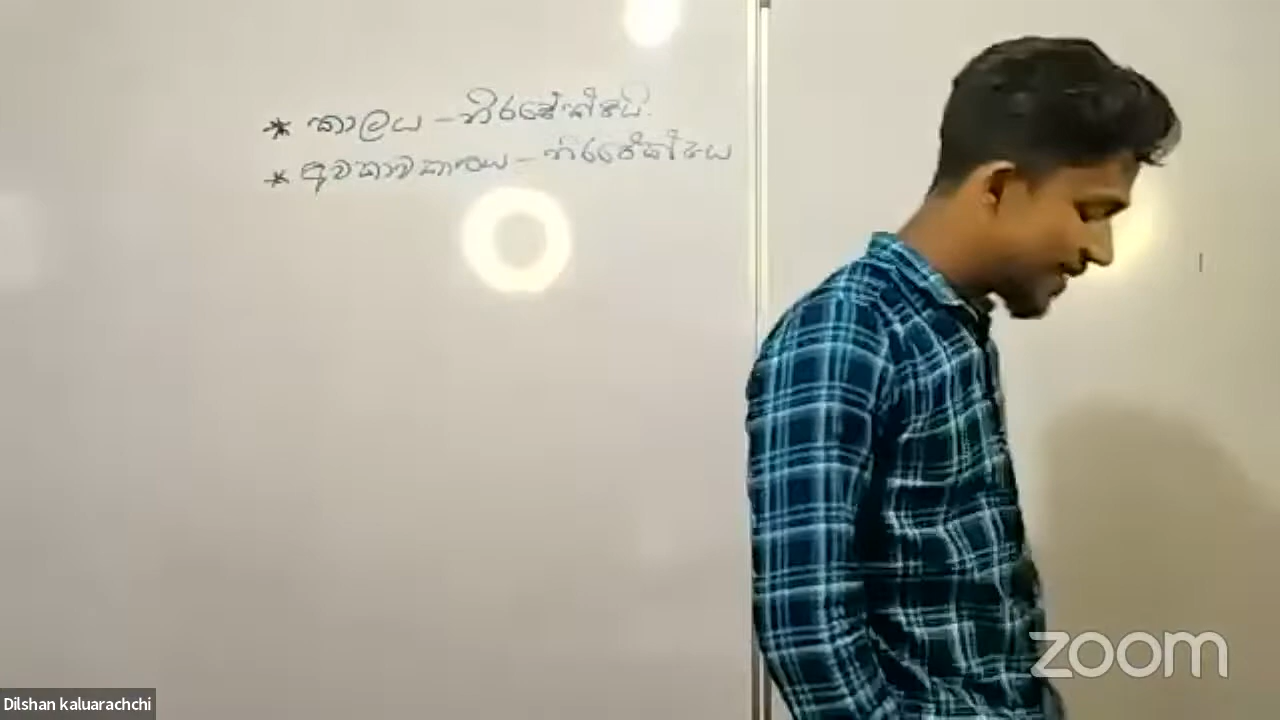 * කාලය - නිරපේක්ෂයි.
* අවකාශය - නිරපේක්ෂය
zoom
Dilshan kaluarachchi